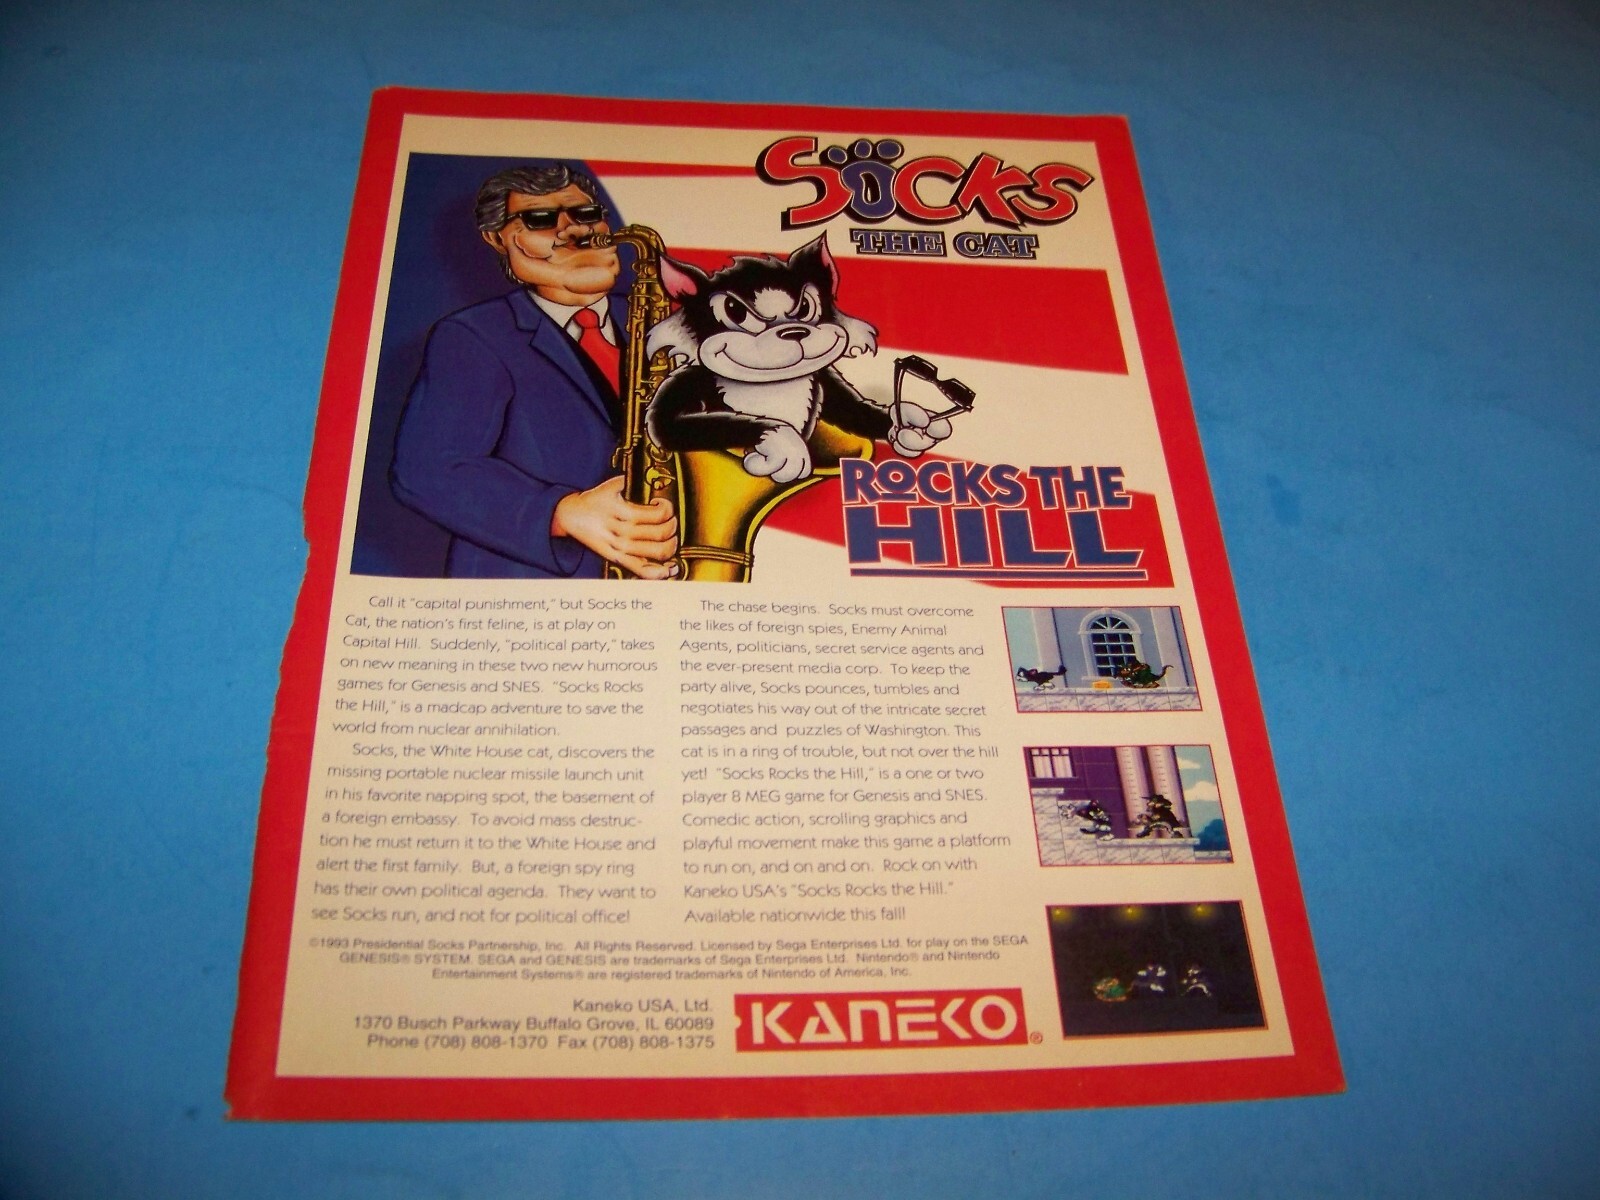 SOCKS
THE CAT
ROCKS THE
HILL
Call it "capital punishment," but Socks the
Cat, the nation's first feline, is at play on
Capital Hill. Suddenly, "political party," takes
on new meaning in these two new humorous
games for Genesis and SNES. "Socks Rocks
the Hill," is a madcap adventure to save the
world from nuclear annihilation.
Socks, the White House cat, discovers the
missing portable nuclear missile launch unit
in his favorite napping spot, the basement of
a foreign embassy. To avoid mass destruc-
tion he must return it to the White House and
alert the first family. But, a foreign spy ring
has their own political agenda. They want to
see Socks run, and not for political office!
The chase begins. Socks must overcome
the likes of foreign spies, Enemy Animal
Agents, politicians, secret service agents and
the ever-present media corp. To keep the
party alive, Socks pounces, tumbles and
negotiates his way out of the intricate secret
passages and puzzles of Washington. This
cat is in a ring of trouble, but not over the hill
yet! "Socks Rocks the Hill," is a one or two
player 8 MEG game for Genesis and SNES.
Comedic action, scrolling graphics and
playful movement make this game a platform
to run on, and on and on. Rock on with
Kaneko USA's "Socks Rocks the Hill."
Available nationwide this fall!
©1993 Presidential Socks Partnership, Inc. All Rights Reserved. Licensed by Sega Enterprises Ltd. for play on the SEGA
GENESIS® SYSTEM. SEGA and GENESIS are trademarks of Sega Enterprises Ltd. Nintendo® and Nintendo
Entertainment Systems® are registered trademarks of Nintendo of America, Inc.
Kaneko USA, Ltd.
1370 Busch Parkway Buffalo Grove, IL 60089
Phone (708) 808-1370 Fax (708) 808-1375
KANEKO®